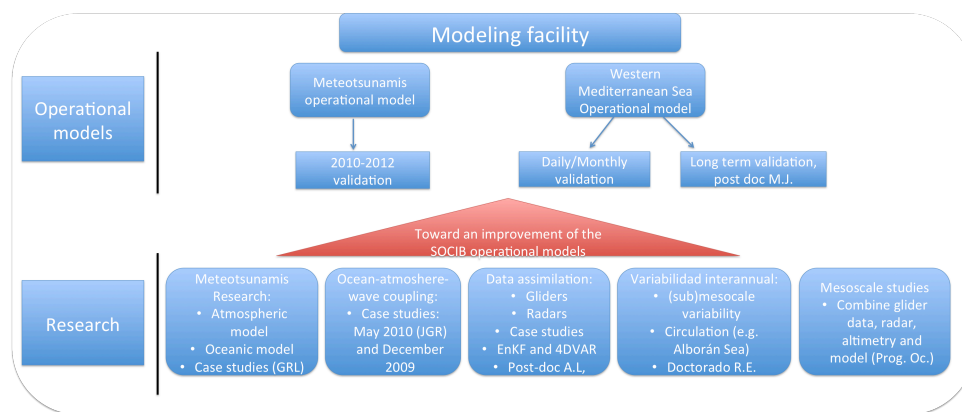 Modeling facility
Operational
models
Meteotsunamis
operational model
Western
Mediterranean Sea
Operational model
2010-2012
validation
Daily/Monthly
validation
Long term validation,
post doc M.J.
Toward an improvement of the
SOCIB operational models
Research
Meteotsunamis
Research:
• Atmospheric
model
• Oceanic model
• Case studies (GRL)
Ocean-atmoshere-
wave coupling:
• Case studies:
May 2010 (JGR)
and December
2009
Data assimilation:
• Gliders
• Radars
• Case studies
• EnKF and 4DVAR
• Post-doc A.L,
Variabilidad interannual:
• (sub)mesocale
variability
• Circulation (e.g.
Alborán Sea)
• Doctorado R.E.
Mesoscale studies
• Combine glider
data, radar,
altimetry and
model (Prog. Oc.)